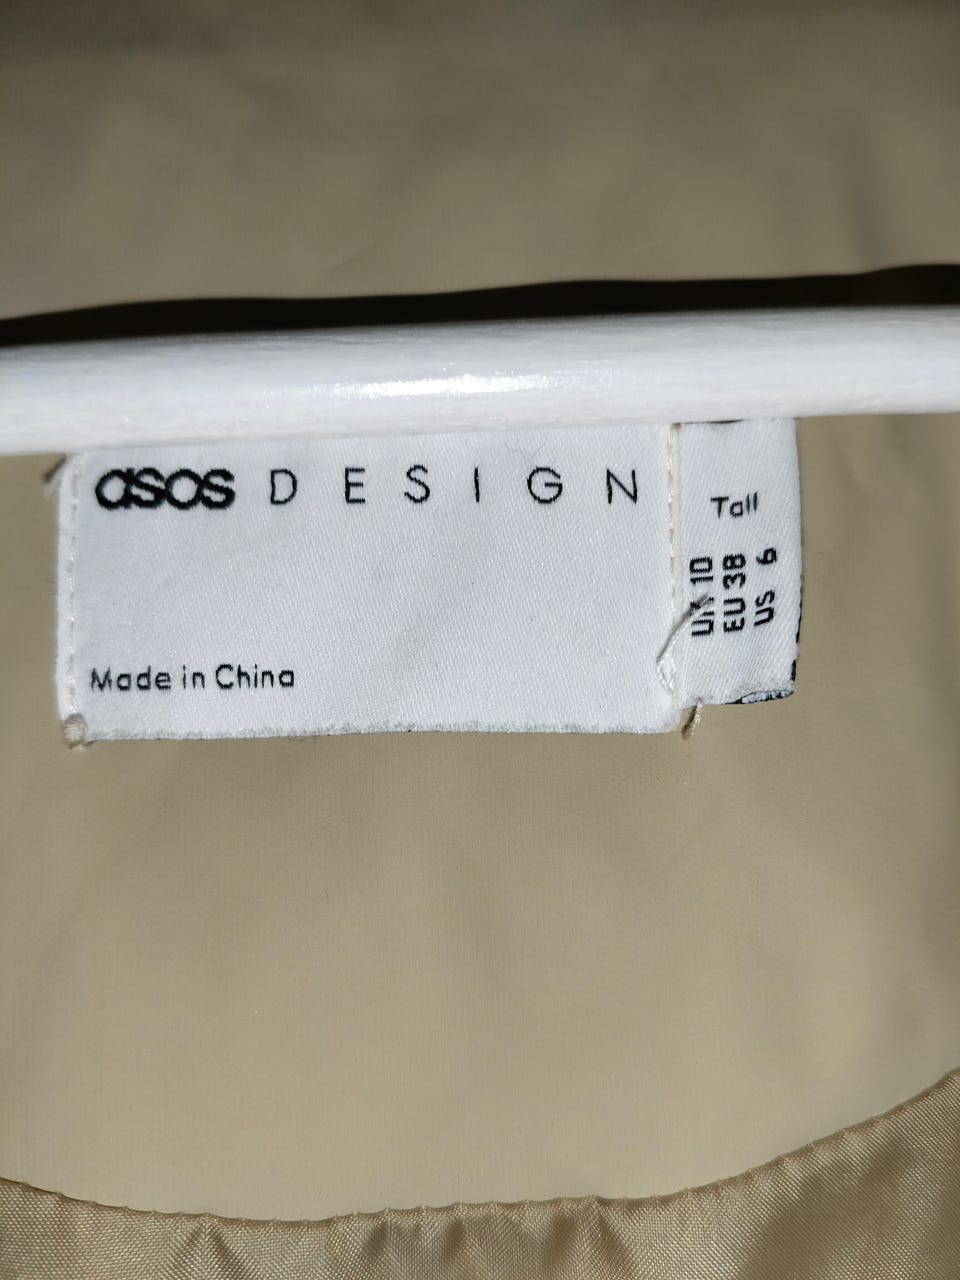 asos DESIGN
Made in China
Tall
UK 10
EU 38
US 6